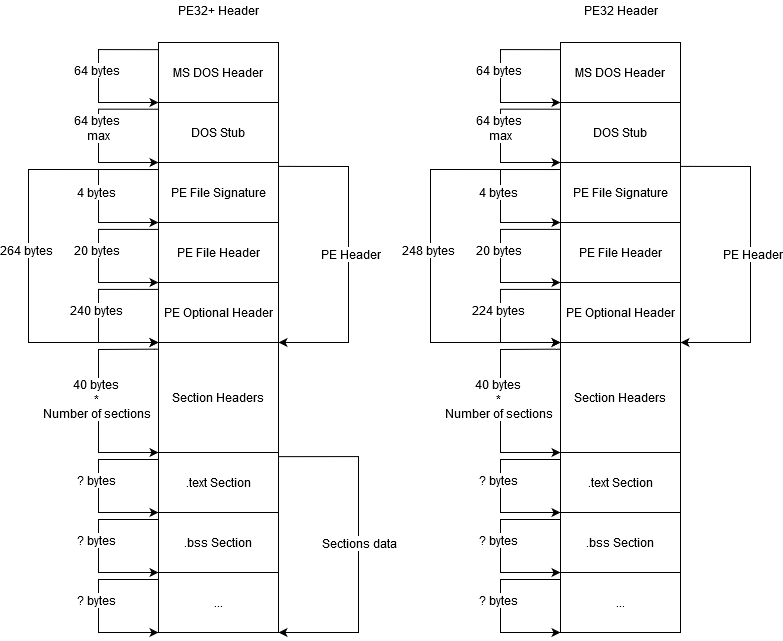 PE32+ Header
64 bytes
MS DOS Header
64 bytes
max
DOS Stub
4 bytes
PE File Signature
264 bytes
20 bytes
PE File Header
PE Header
240 bytes
PE Optional Header
40 bytes
*
Number of sections
Section Headers
? bytes
.text Section
? bytes
.bss Section
Sections data
? bytes
...
PE32 Header
64 bytes
MS DOS Header
64 bytes
max
DOS Stub
4 bytes
PE File Signature
248 bytes
20 bytes
PE File Header
PE Header
224 bytes
PE Optional Header
40 bytes
*
Number of sections
Section Headers
? bytes
.text Section
? bytes
.bss Section
? bytes
...